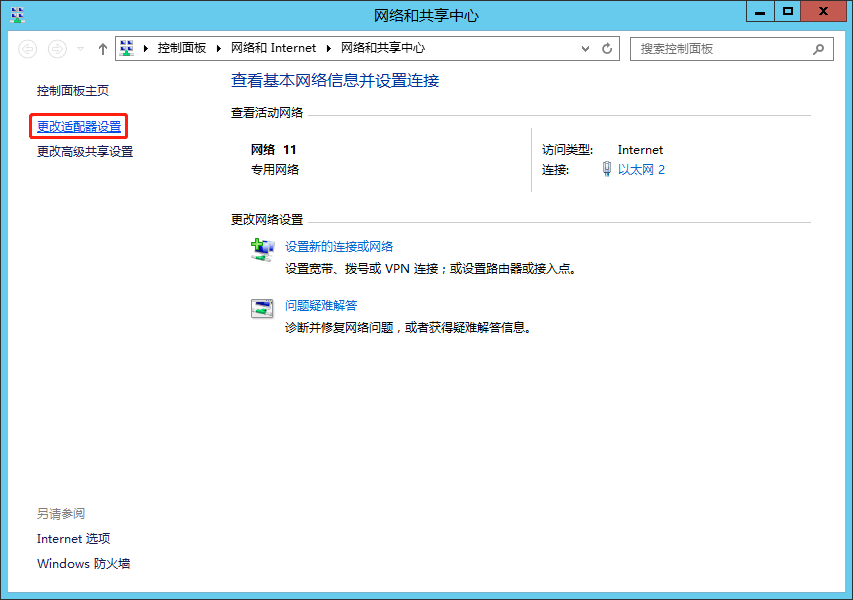 网络和共享中心
控制面板 网络和 Internet 网络和共享中心
搜索控制面板
控制面板主页
更改适配器设置
更改高级共享设置
查看基本网络信息并设置连接
查看活动网络
网络 11
专用网络
访问类型: Internet
连接: 以太网 2
更改网络设置
设置新的连接或网络
设置宽带、拨号或 VPN 连接；或设置路由器或接入点。
问题疑难解答
诊断并修复网络问题，或者获得疑难解答信息。
另请参阅
Internet 选项
Windows 防火墙